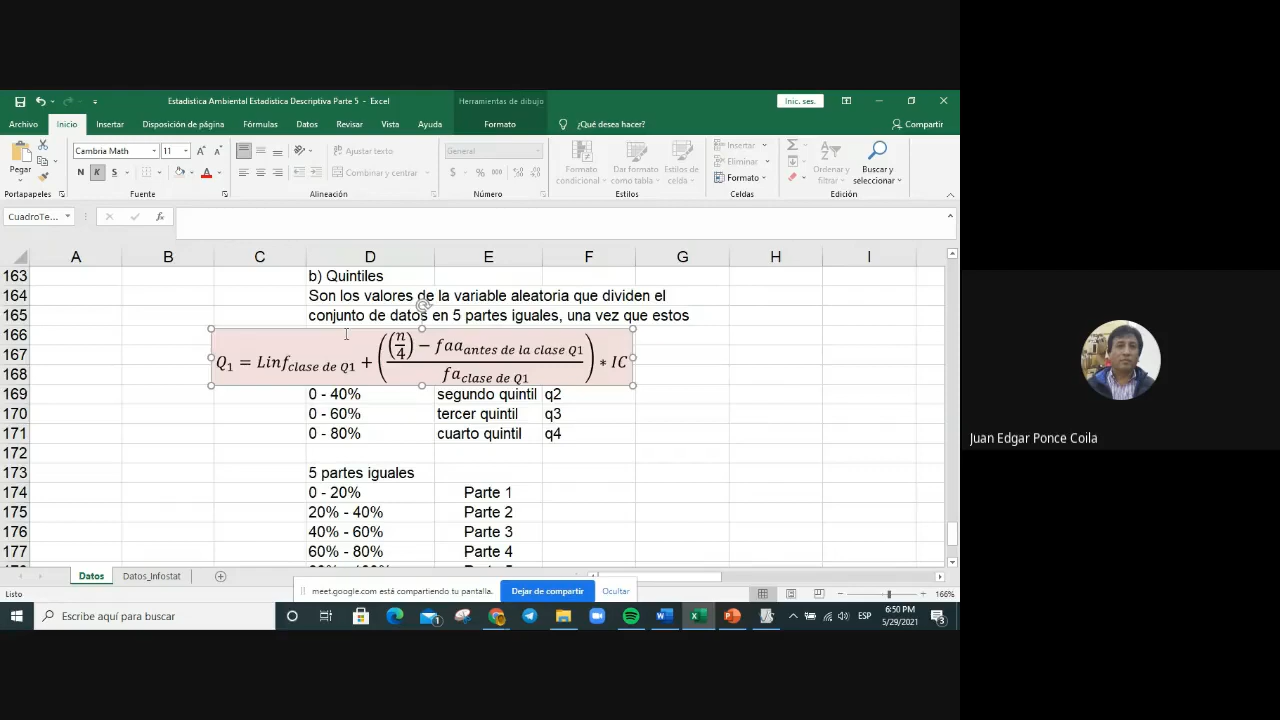 Estadistica Ambiental Estadistica Descriptiva Parte 5 - Excel
Herramientas de dibujo
Inic. ses.
Archivo Inicio Insertar Disposición de página Fórmulas Datos Revisar Vista Ayuda Formato ¿Qué desea hacer? Compartir
Pegar
Cambria Math 11
N K S
Ajustar texto
Combinar y centrar
General
$ % 000
Formato condicional
Dar formato como tabla
Estilos de celda
Insertar
Eliminar
Formato
Ordenar y filtrar
Buscar y seleccionar
Portapapeles Fuente Alineación Número Estilos Celdas Edición
CuadroTe... fx
A B C D E F G H I
163 b) Quintiles
164 Son los valores de la variable aleatoria que dividen el
165 conjunto de datos en 5 partes iguales, una vez que estos
166
167
168
Q1 = Linf clase de Q1 + (((n/4) − faa antes de la clase Q1) / fa clase de Q1) ∗ IC
169 0 - 40% segundo quintil q2
170 0 - 60% tercer quintil q3
171 0 - 80% cuarto quintil q4
172
173 5 partes iguales
174 0 - 20% Parte 1
175 20% - 40% Parte 2
176 40% - 60% Parte 3
177 60% - 80% Parte 4
Datos Datos_Infostat
Listo
meet.google.com está compartiendo tu pantalla. Dejar de compartir Ocultar
166%
Escribe aquí para buscar
ESP
6:50 PM
5/29/2021
Juan Edgar Ponce Coila